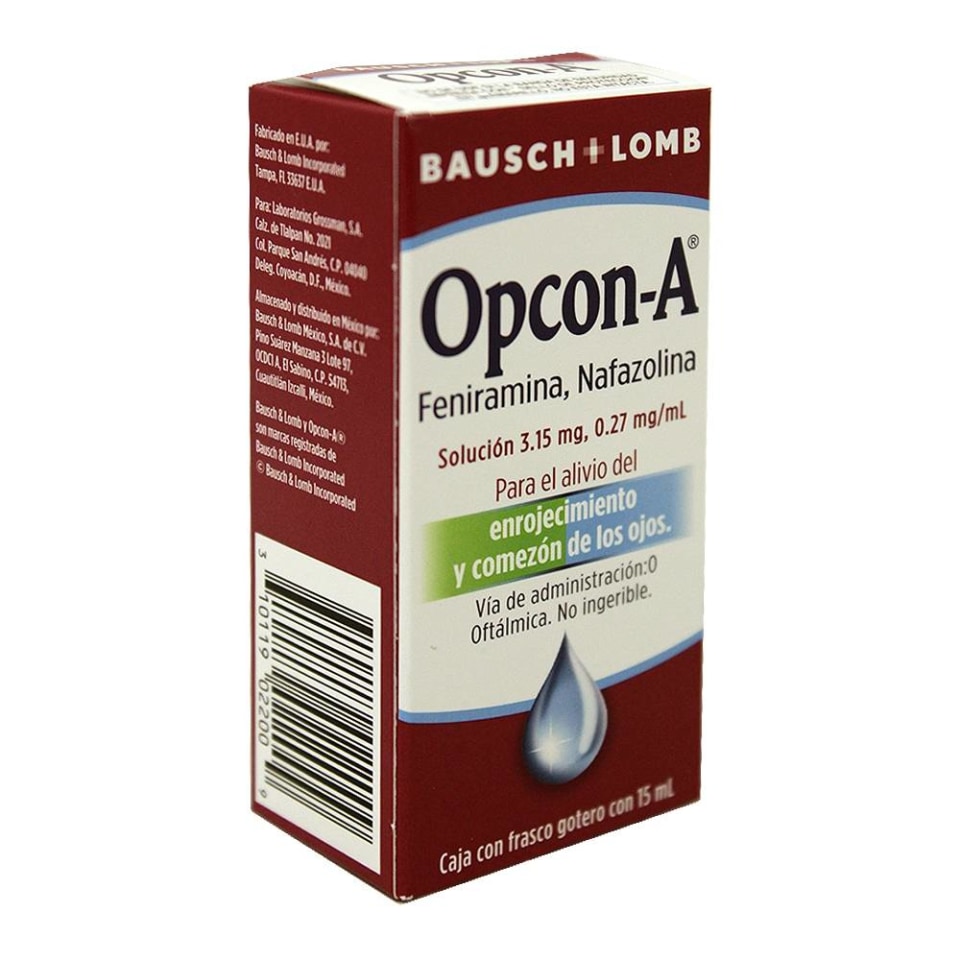 Opcon-A
BAUSCH + LOMB
Opcon-A®
Feniramina, Nafazolina
Solución 3.15 mg, 0.27 mg/mL
Para el alivio del
enrojecimiento
y comezón de los ojos.
Vía de administración:O
Oftálmica. No ingerible.
Caja con frasco gotero con 15 mL
Fabricado en E.U.A. por:
Bausch & Lomb Incorporated
Tampa, FL 33637 E.U.A.
Para: Laboratorios Grossman, S.A.
Calz. de Tlalpan No. 2021
Col. Parque San Andrés, C.P. 04040
Deleg. Coyoacán, D.F., México.
Almacenado y distribuido en México por:
Bausch & Lomb México, S.A. de C.V.
Pino Suárez Manzana 3 Lote 97,
OCDCI A, El Sabino, C.P. 54713,
Cuautitlán Izcalli, México.
Bausch & Lomb y Opcon-A®
son marcas registradas de
Bausch & Lomb Incorporated
© Bausch & Lomb Incorporated
3 10119 02200 9